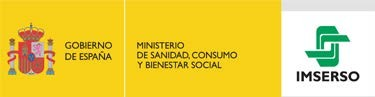 GOBIERNO
DE ESPAÑA
MINISTERIO
DE SANIDAD, CONSUMO
Y BIENESTAR SOCIAL
IMSERSO